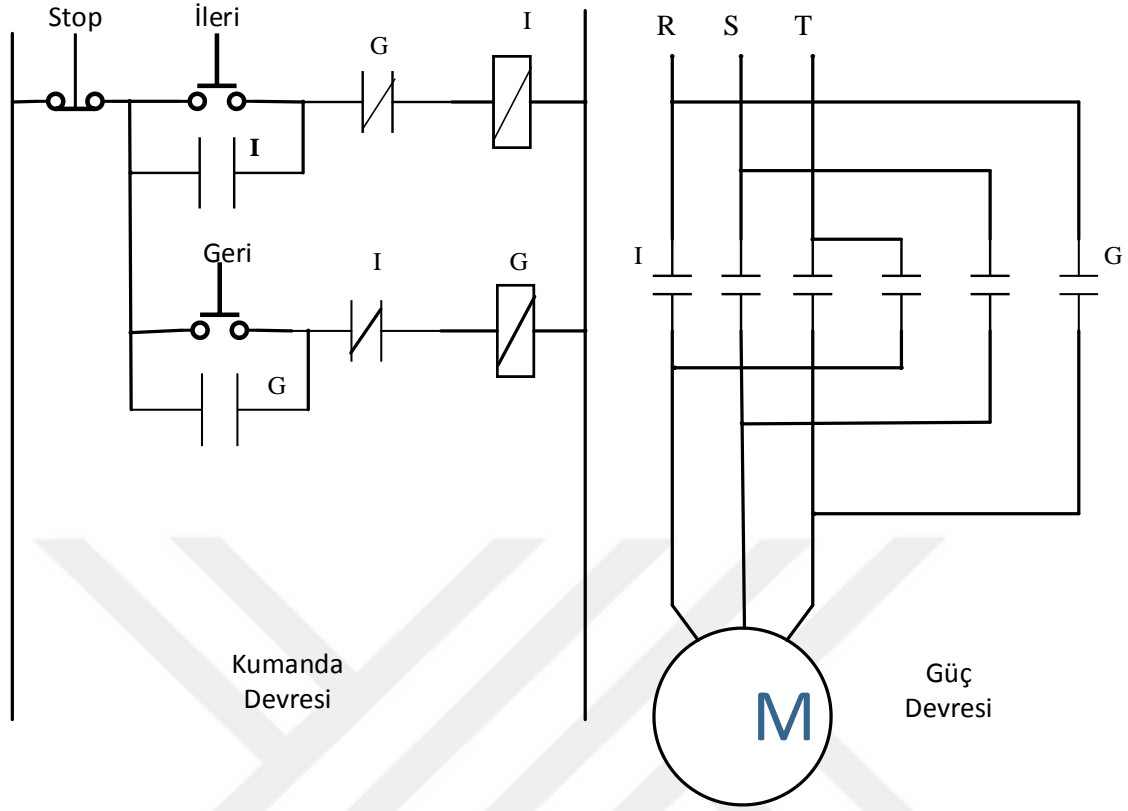 Stop
İleri
G
I
I
Geri
I
G
G
Kumanda
Devresi
R S T
I
G
M
Güç
Devresi